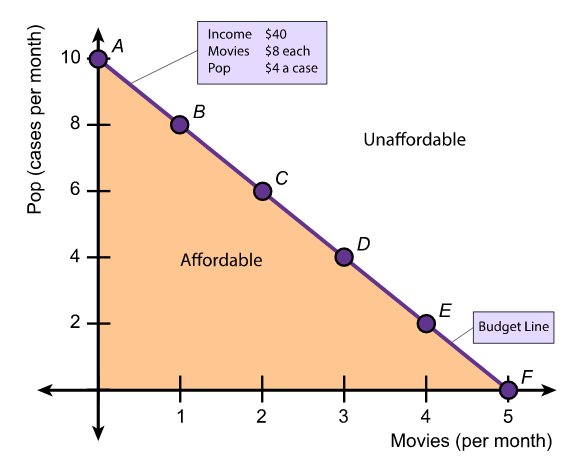 Pop (cases per month)
10
8
6
4
2
A
Income $40
Movies $8 each
Pop $4 a case
B
Unaffordable
C
Affordable
D
E
Budget Line
F
1 2 3 4 5
Movies (per month)